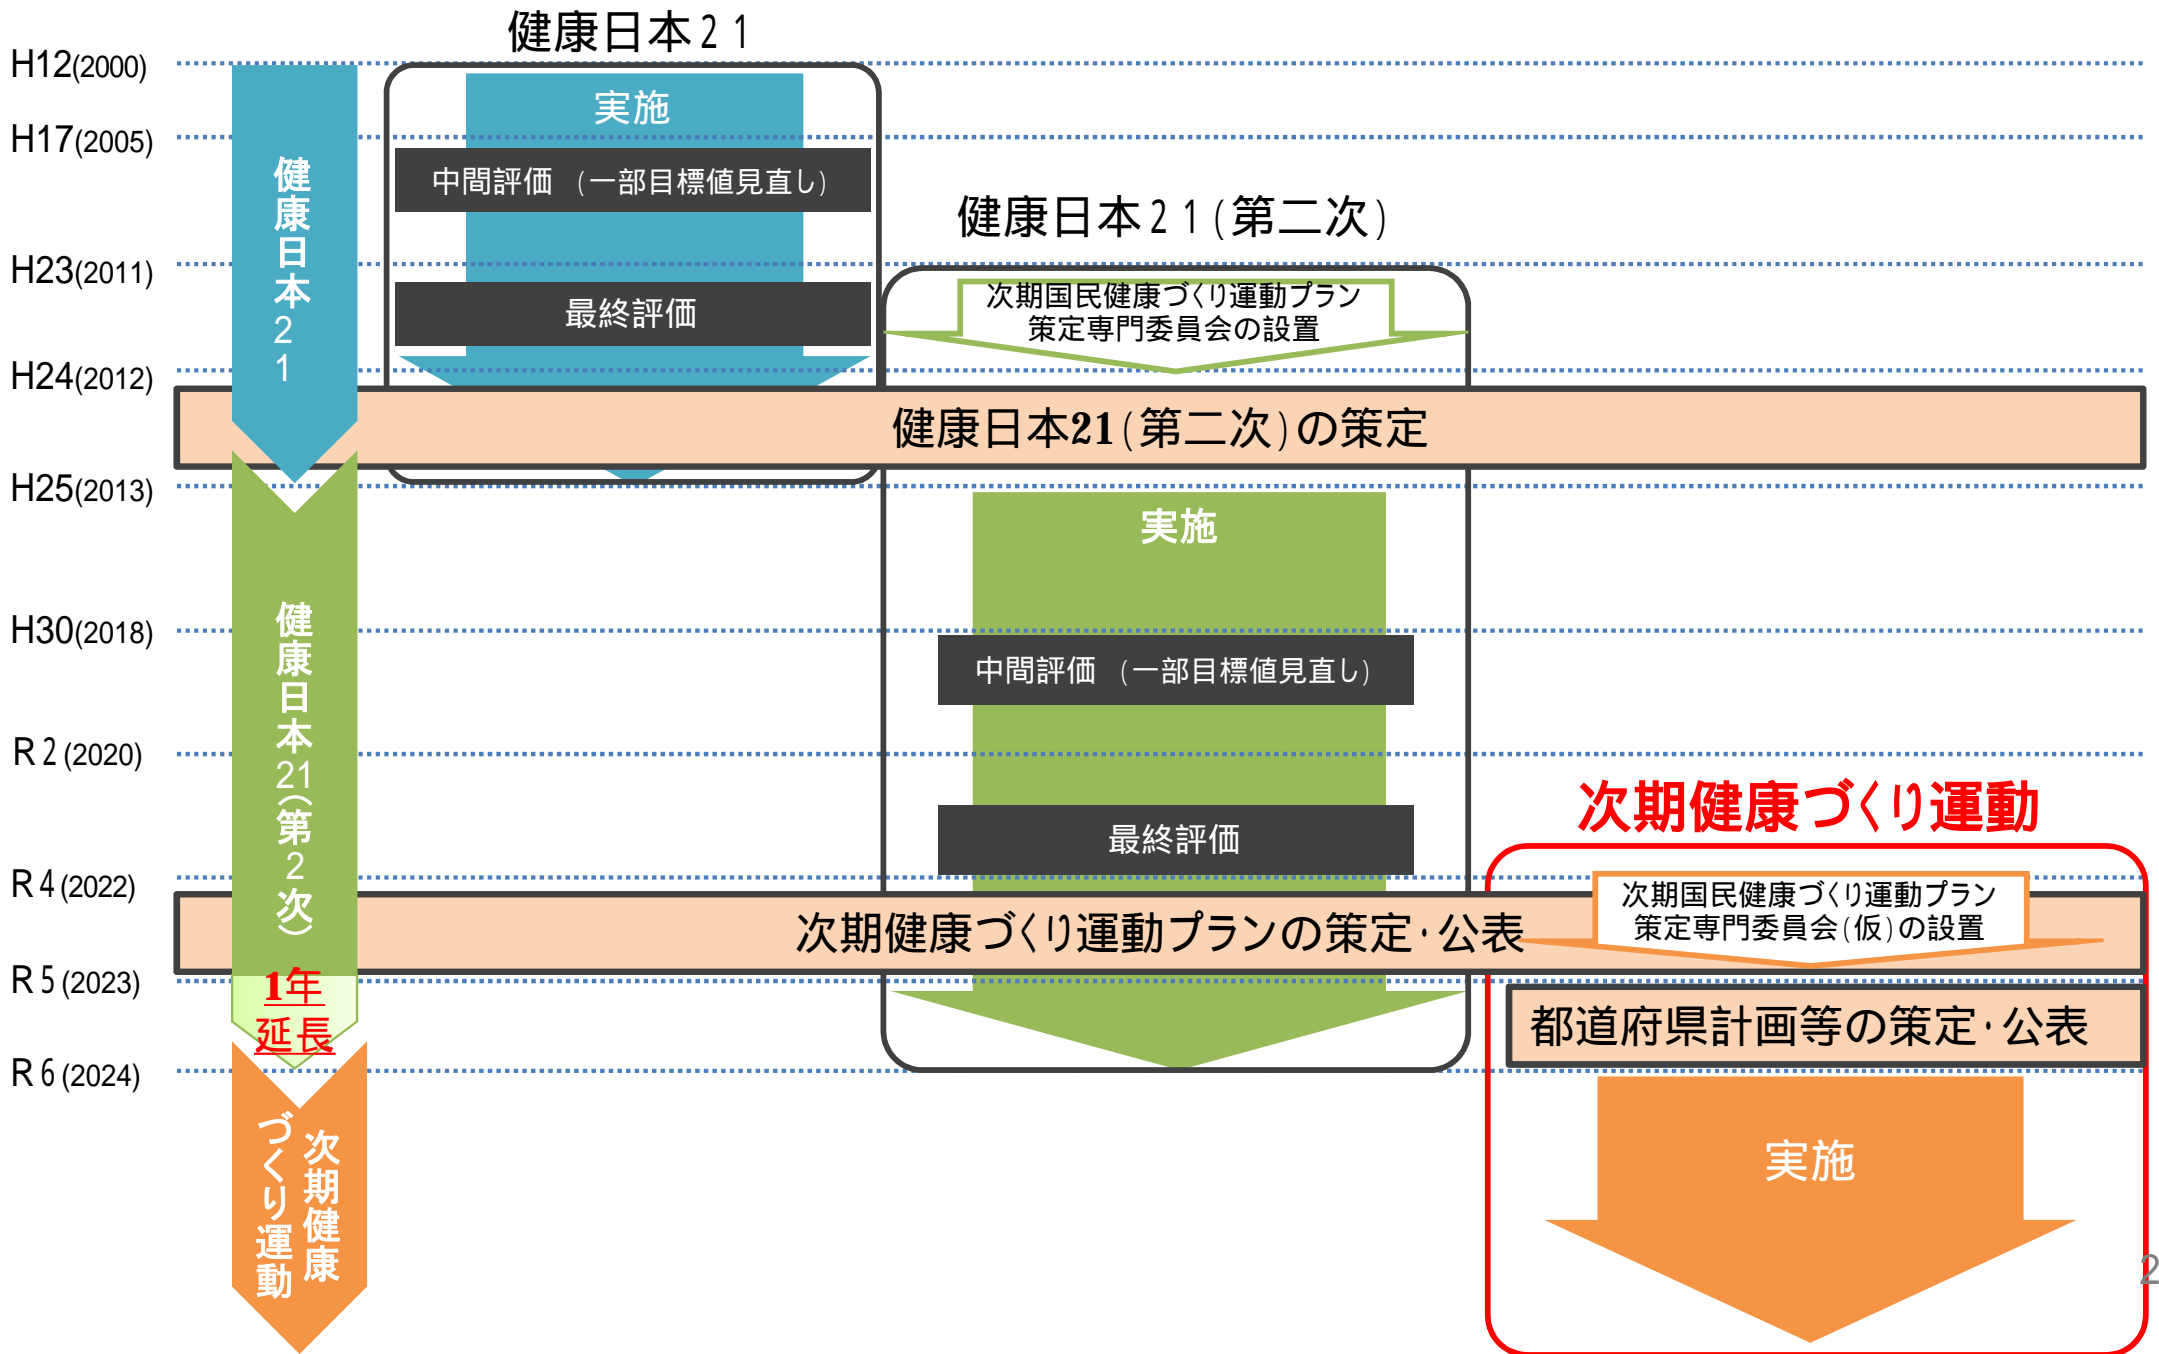 健康日本２１
H12(2000)
実施
H17(2005)
中間評価 (一部目標値見直し)
健康日本２１(第二次)
H23(2011)
次期国民健康づくり運動プラン
策定専門委員会の設置
最終評価
健康日本２１
H24(2012)
健康日本21(第二次)の策定
H25(2013)
実施
H30(2018)
中間評価 (一部目標値見直し)
健康日本21(第２次)
R２(2020)
次期健康づくり運動
最終評価
R４(2022)
次期国民健康づくり運動プラン
策定専門委員会(仮)の設置
次期健康づくり運動プランの策定・公表
R５(2023)
1年
延長
都道府県計画等の策定・公表
R６(2024)
次期健康
づくり運動
実施
2